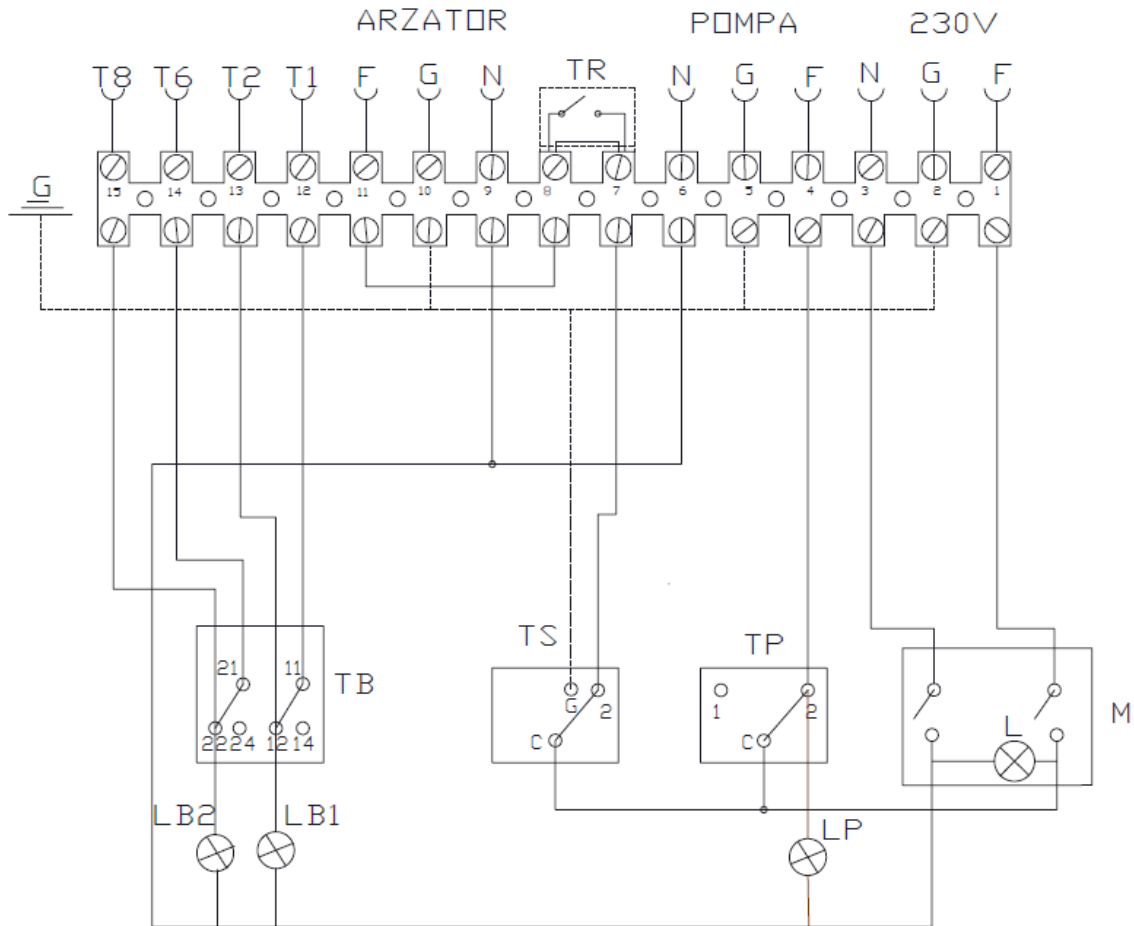 ARZATOR POMPA 230V
T8 T6 T2 T1 F G N TR N G F N G F
15 14 13 12 11 10 9 8 7 6 5 4 3 2 1
G
TS TP
21 11 TB
G 2 1 2 M
22 24 12 14 C C L
LB2 LB1 LP